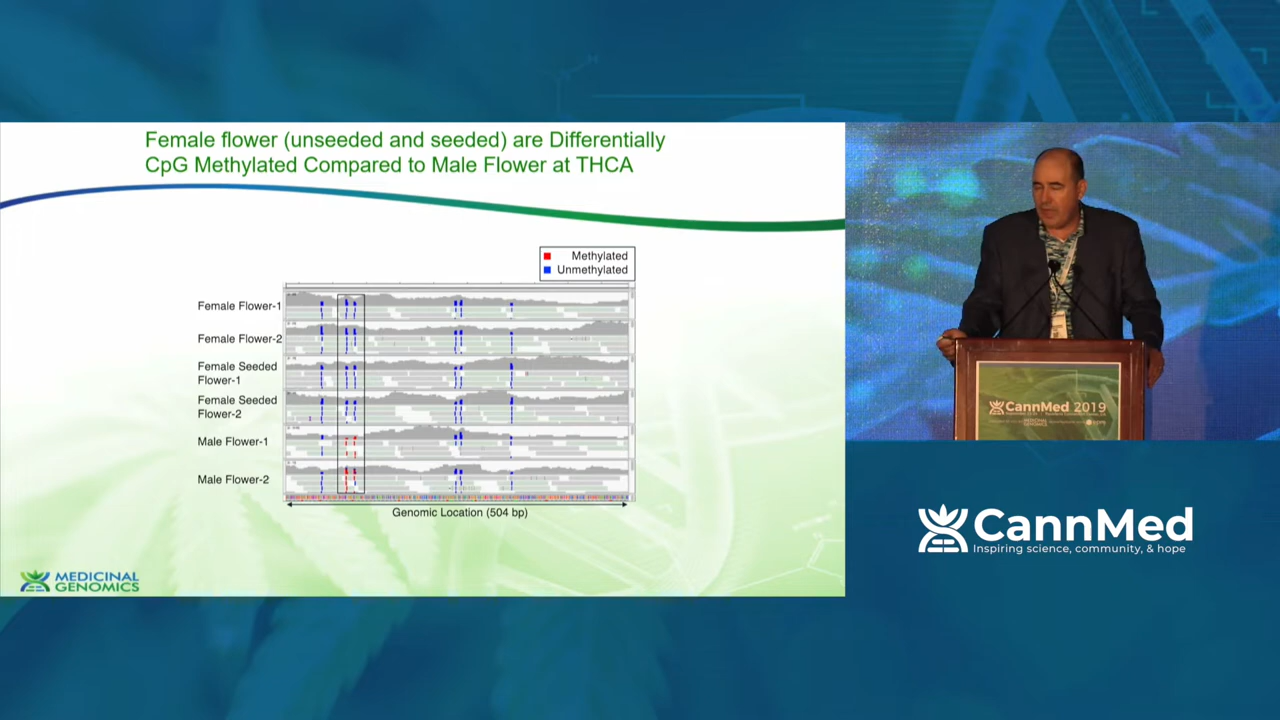 Female flower (unseeded and seeded) are Differentially
CpG Methylated Compared to Male Flower at THCA
Methylated
Unmethylated
Female Flower-1
Female Flower-2
Female Seeded
Flower-1
Female Seeded
Flower-2
Male Flower-1
Male Flower-2
Genomic Location (504 bp)
MEDICINAL
GENOMICS
CannMed 2019
CannMed
Inspiring science, community, & hope